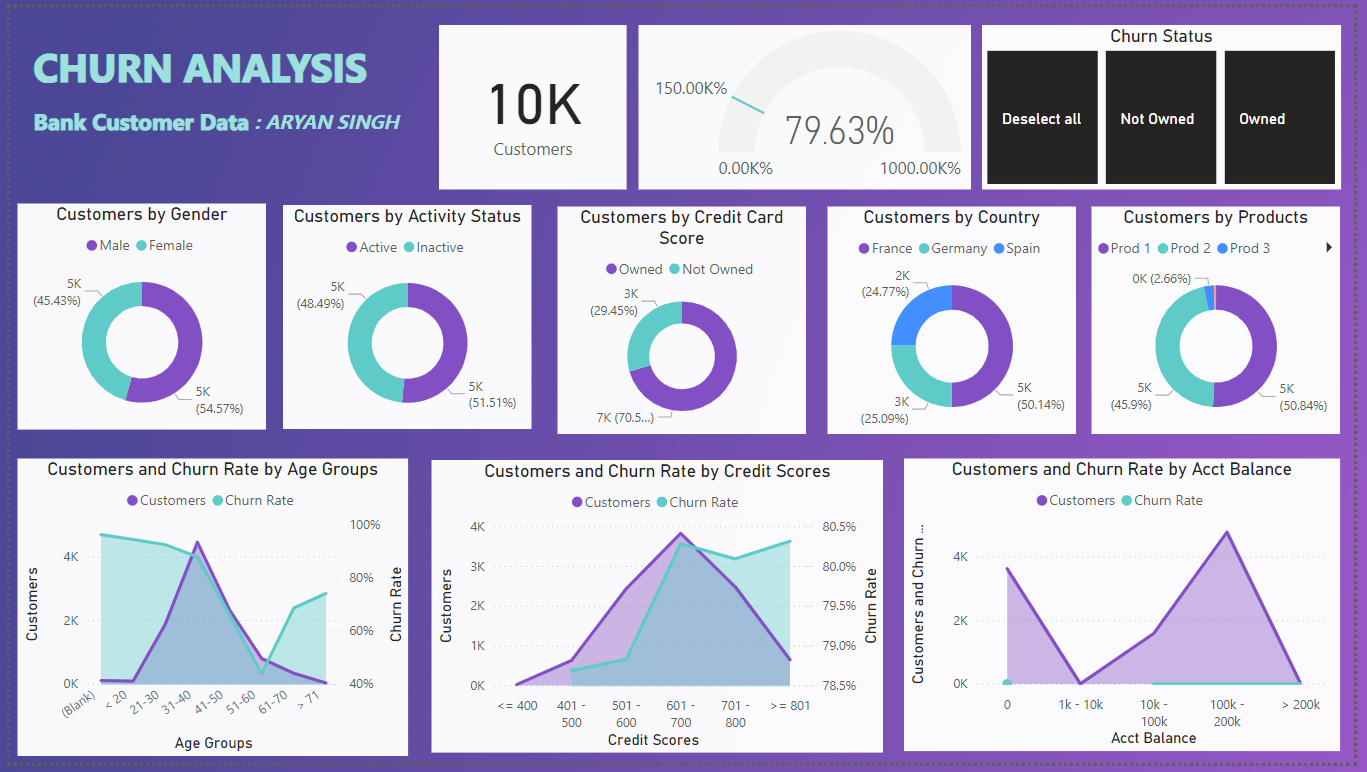 CHURN ANALYSIS
Bank Customer Data : ARYAN SINGH
10K
Customers
150.00K%
79.63%
0.00K%
1000.00K%
Churn Status
Deselect all
Not Owned
Owned
Customers by Gender
Male Female
5K
(45.43%)
5K
(54.57%)
Customers by Activity Status
Active Inactive
5K
(48.49%)
5K
(51.51%)
Customers by Credit Card
Score
Owned Not Owned
3K
(29.45%)
7K (70.5...)
Customers by Country
France Germany Spain
2K
(24.77%)
3K
(25.09%)
5K
(50.14%)
Customers by Products
Prod 1 Prod 2 Prod 3
0K (2.66%)
5K
(45.9%)
5K
(50.84%)
Customers and Churn Rate by Age Groups
Customers Churn Rate
Customers
4K
2K
0K
100%
80%
60%
40%
Churn Rate
(Blank)
< 20
21-30
31-40
41-50
51-60
61-70
> 71
Age Groups
Customers and Churn Rate by Credit Scores
Customers Churn Rate
Customers
4K
3K
2K
1K
0K
80.5%
80.0%
79.5%
79.0%
78.5%
Churn Rate
<= 400
401 -
500
501 -
600
601 -
700
701 -
800
>= 801
Credit Scores
Customers and Churn Rate by Acct Balance
Customers Churn Rate
Customers and Churn ...
4K
2K
0K
0
1k - 10k
10k -
100k
100k -
200k
> 200k
Acct Balance